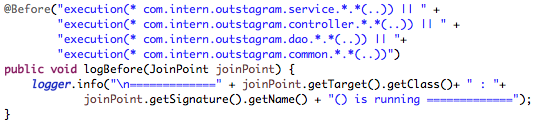 @Before("execution(* com.intern.outstagram.service.*.*(..)) || " +
"execution(* com.intern.outstagram.controller.*.*(..)) || " +
"execution(* com.intern.outstagram.dao.*.*(..)) || "+
"execution(* com.intern.outstagram.common.*.*(..))")
public void logBefore(JoinPoint joinPoint) {
logger.info("\n=============" + joinPoint.getTarget().getClass()+ " : "+
joinPoint.getSignature().getName() + "() is running =============");
}